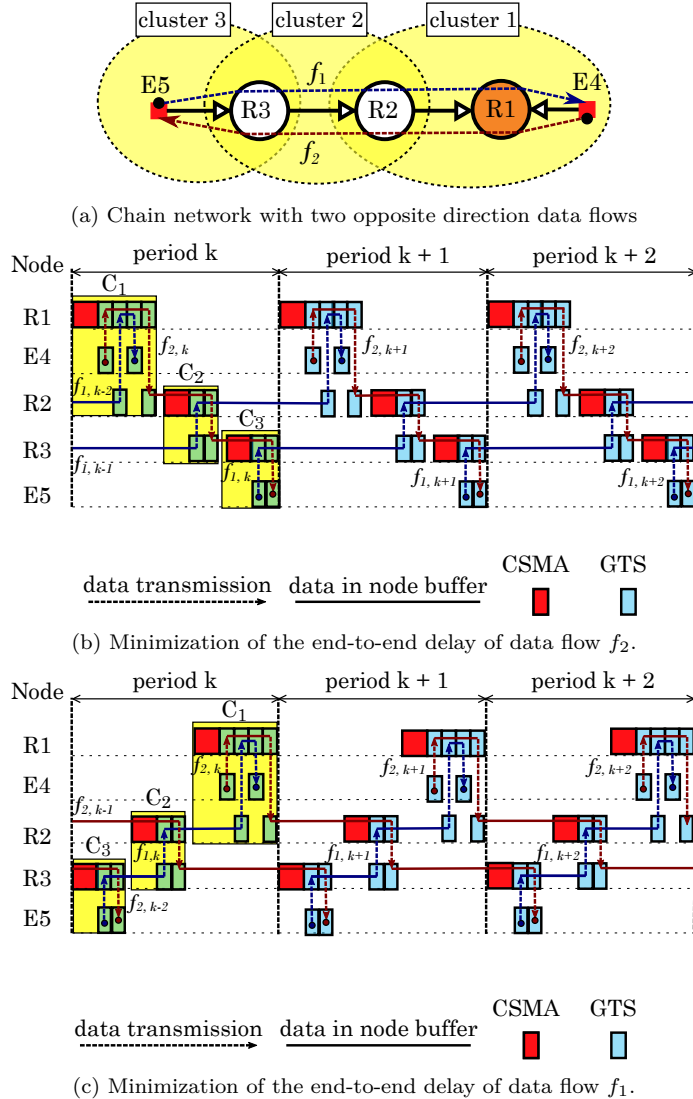 cluster 3 cluster 2 cluster 1
E5 f1 E4
R3 R2 R1
f2
(a) Chain network with two opposite direction data flows
Node period k period k + 1 period k + 2
C1
R1
E4 f2, k f2, k+1 f2, k+2
f1, k-2 C2
R2
C3
R3
f1, k-1 f1, k f1, k+1 f1, k+2
E5
CSMA GTS
data transmission data in node buffer
(b) Minimization of the end-to-end delay of data flow f2.
Node period k period k + 1 period k + 2
C1
R1
f2, k f2, k+1 f2, k+2
E4
f2, k-1 C2
R2
C3 f1,k f1, k+1 f1, k+2
R3
f2, k-2
E5
CSMA GTS
data transmission data in node buffer
(c) Minimization of the end-to-end delay of data flow f1.